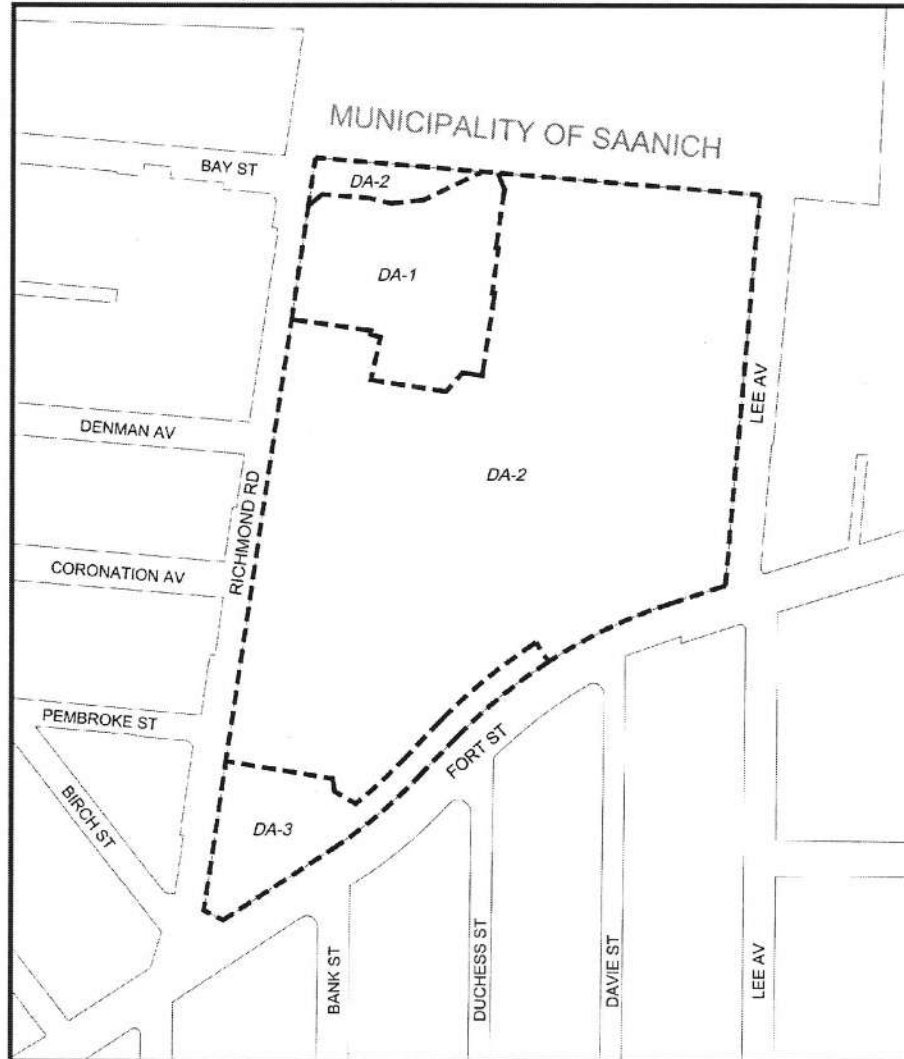 MUNICIPALITY OF SAANICH
BAY ST
DA-2
DA-1
LEE AV
DENMAN AV
DA-2
RICHMOND RD
CORONATION AV
PEMBROKE ST
FORT ST
BIRCH ST
DA-3
BANK ST
DUCHESS ST
DAVIE ST
LEE AV